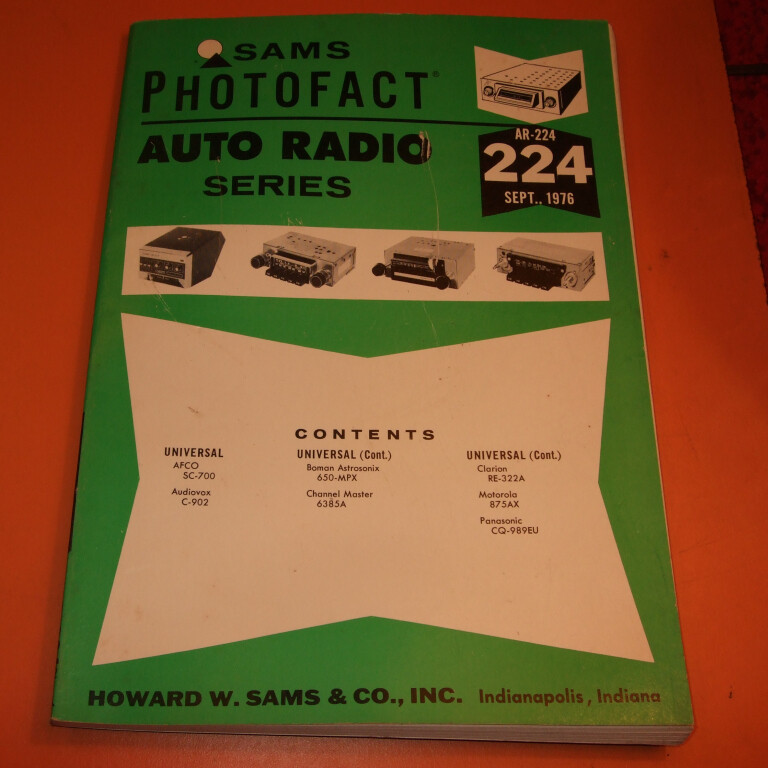 SAMS
PHOTOFACT®
AUTO RADIO
SERIES
AR-224
224
SEPT., 1976
CONTENTS
UNIVERSAL
AFCO
SC-700
Audiovox
C-902
UNIVERSAL (Cont.)
Boman Astrosonix
650-MPX
Channel Master
6385A
UNIVERSAL (Cont.)
Clarion
RE-322A
Motorola
875AX
Panasonic
CQ-989EU
HOWARD W. SAMS & CO., INC. Indianapolis, Indiana